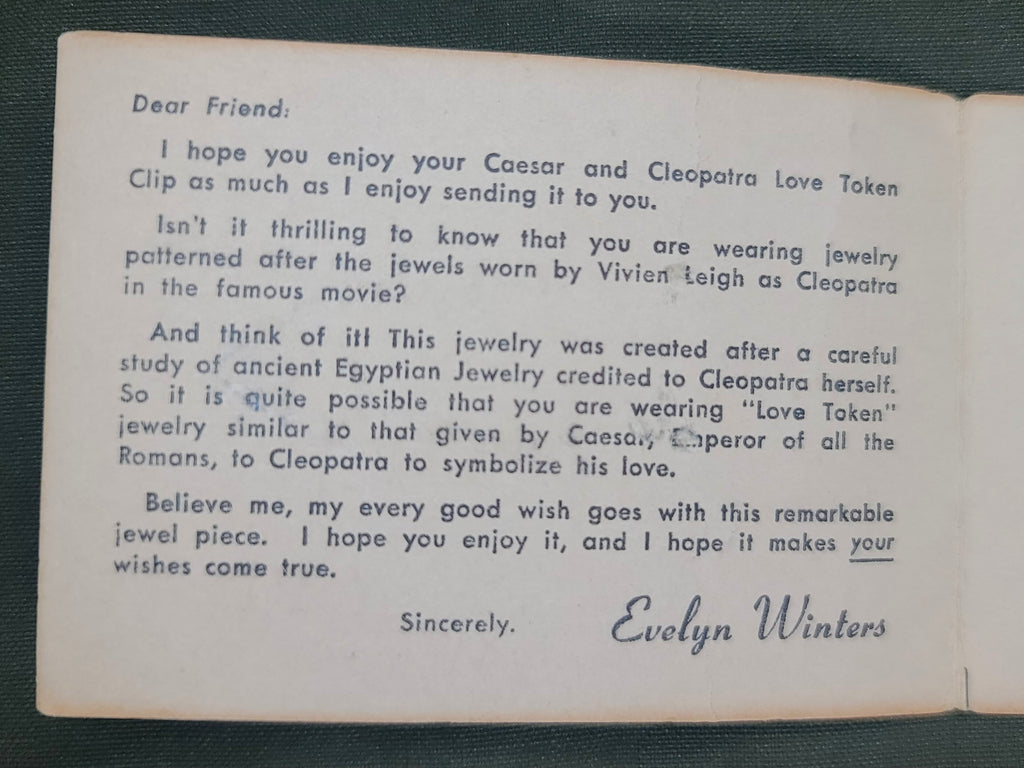 Dear Friend:
I hope you enjoy your Caesar and Cleopatra Love Token
Clip as much as I enjoy sending it to you.
Isn't it thrilling to know that you are wearing jewelry
patterned after the jewels worn by Vivien Leigh as Cleopatra
in the famous movie?
And think of it! This jewelry was created after a careful
study of ancient Egyptian Jewelry credited to Cleopatra herself.
So it is quite possible that you are wearing "Love Token"
jewelry similar to that given by Caesar, Emperor of all the
Romans, to Cleopatra to symbolize his love.
Believe me, my every good wish goes with this remarkable
jewel piece. I hope you enjoy it, and I hope it makes your
wishes come true.
Sincerely.
Evelyn Winters